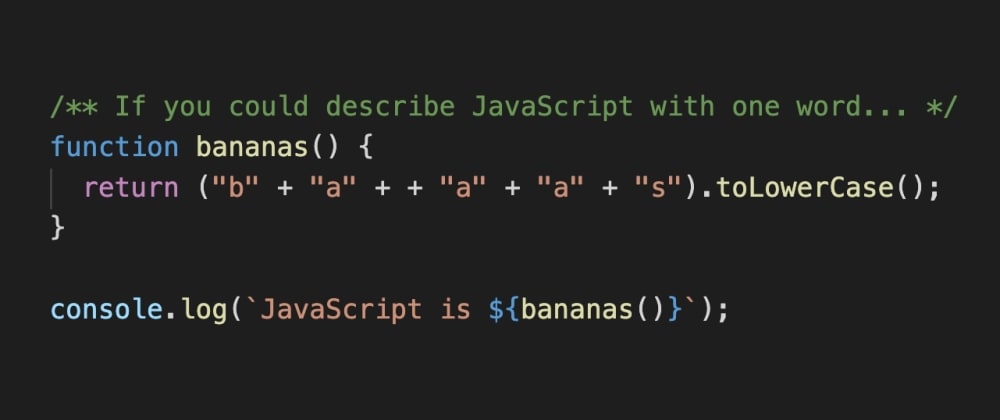 /** If you could describe JavaScript with one word... */
function bananas() {
  return ("b" + "a" + + "a" + "a" + "s").toLowerCase();
}
console.log(`JavaScript is ${bananas()}`);